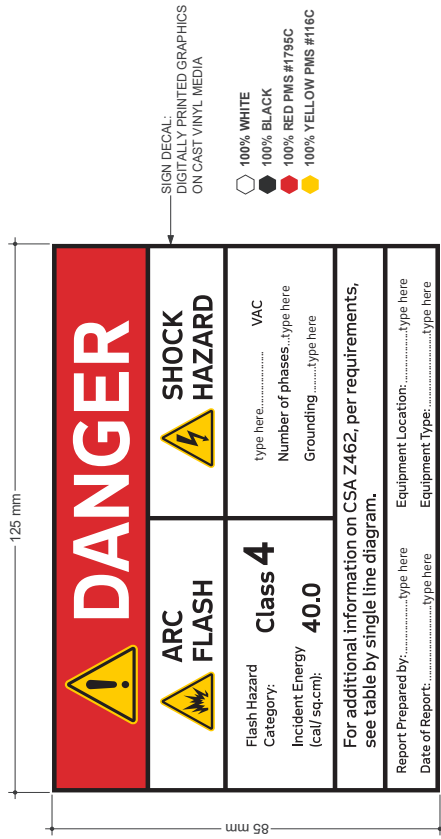 125 mm
85 mm
DANGER
ARC
FLASH
SHOCK
HAZARD
Flash Hazard
Category:
Class 4
Incident Energy
(cal/ sq.cm):
40.0
type here................ VAC
Number of phases...type here
Grounding.........type here
For additional information on CSA Z462, per requirements,
see table by single line diagram.
Report Prepared by:............type here
Date of Report:...................type here
Equipment Location:............type here
Equipment Type:..................type here
SIGN DECAL:
DIGITALLY PRINTED GRAPHICS
ON CAST VINYL MEDIA
100% WHITE
100% BLACK
100% RED PMS #1795C
100% YELLOW PMS #116C